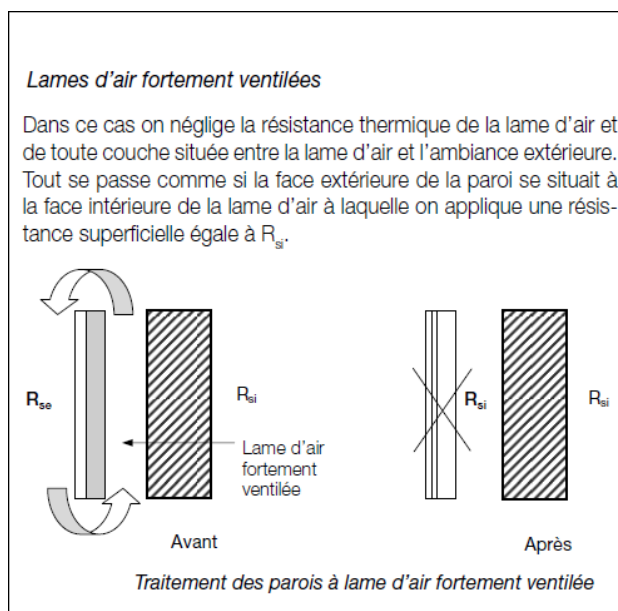 Lames d'air fortement ventilées
Dans ce cas on néglige la résistance thermique de la lame d'air et
de toute couche située entre la lame d'air et l'ambiance extérieure.
Tout se passe comme si la face extérieure de la paroi se situait à
la face intérieure de la lame d'air à laquelle on applique une résis-
tance superficielle égale à Rsi.
Rse
Rsi
Rsi
Rsi
Lame d'air
fortement
ventilée
Avant
Après
Traitement des parois à lame d'air fortement ventilée